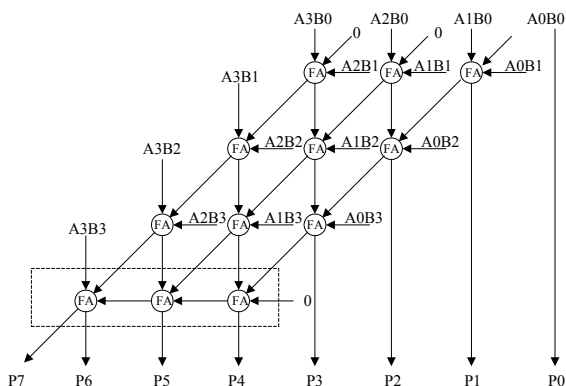 A3B0 A2B0 A1B0 A0B0
0 0
FA A2B1 FA A1B1 FA A0B1
A3B1
FA A2B2 FA A1B2 FA A0B2
A3B2
FA A2B3 FA A1B3 FA A0B3
A3B3
FA FA FA 0
P7 P6 P5 P4 P3 P2 P1 P0